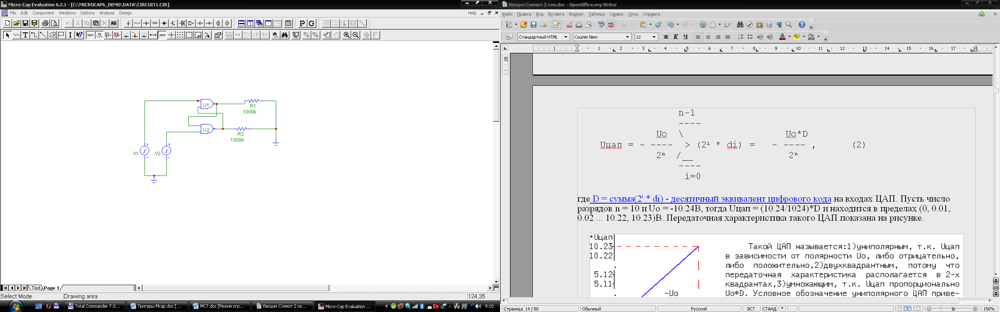 Micro-Cap Evaluation 6.2.1 - [C:\MICROCAP6_DEMO\DATA\CIRCUIT1.CIR]
File Edit Component Windows Options Analysis Design Help
U1
R1
1000k
U2
R2
1000k
V1 V2
Text Page 1
Select Mode Drawing area 124,35
Total Commander 7.0... Тригеры Mcap.doc [... MC7.doc [Режим огр... Лекции Схемот 2 се... Micro-Cap Evaluation ... En 9:10
Лекции Схемот 2 сем.doc - OpenOffice.org Writer
Файл Правка Вид Вставка Формат Таблица Сервис Окно Справка
Стандартный HTML Courier New 12 Ж К Ч
1 1 2 3 4 5 6 7 8 9 10 11 12 13 14 15 16 17 18
28
n-1
----
Uo \ Uo*D
Uцап = - ---- > (2ⁱ * di) = - ---- , (2)
2ⁿ /__ 2ⁿ
----
i=0
где D = сумма(2ⁱ * di) - десятичный эквивалент цифрового кода на входах ЦАП. Пусть число
разрядов n = 10 и Uo = -10.24В, тогда Uцап = (10.24/1024)*D и находится в пределах (0, 0.01,
0.02 ... 10.22, 10.23)В. Передаточная характеристика такого ЦАП показана на рисунке.
+Uцап
10.23
10.22
5.12
5.11
-Uo
Такой ЦАП называется:1)униполярным, т.к. Uцап
в зависимости от полярности Uo, либо отрицательно,
либо положительно,2)двухквадрантным, потому что
передаточная характеристика располагается в 2-х
квадрантах,3)умножающим, т.к. Uцап пропорционально
Uo*D. Условное обозначение униполярного ЦАП приве-
Страница 14 / 80 Обычный Русский ВСТ СТАНД * 150%